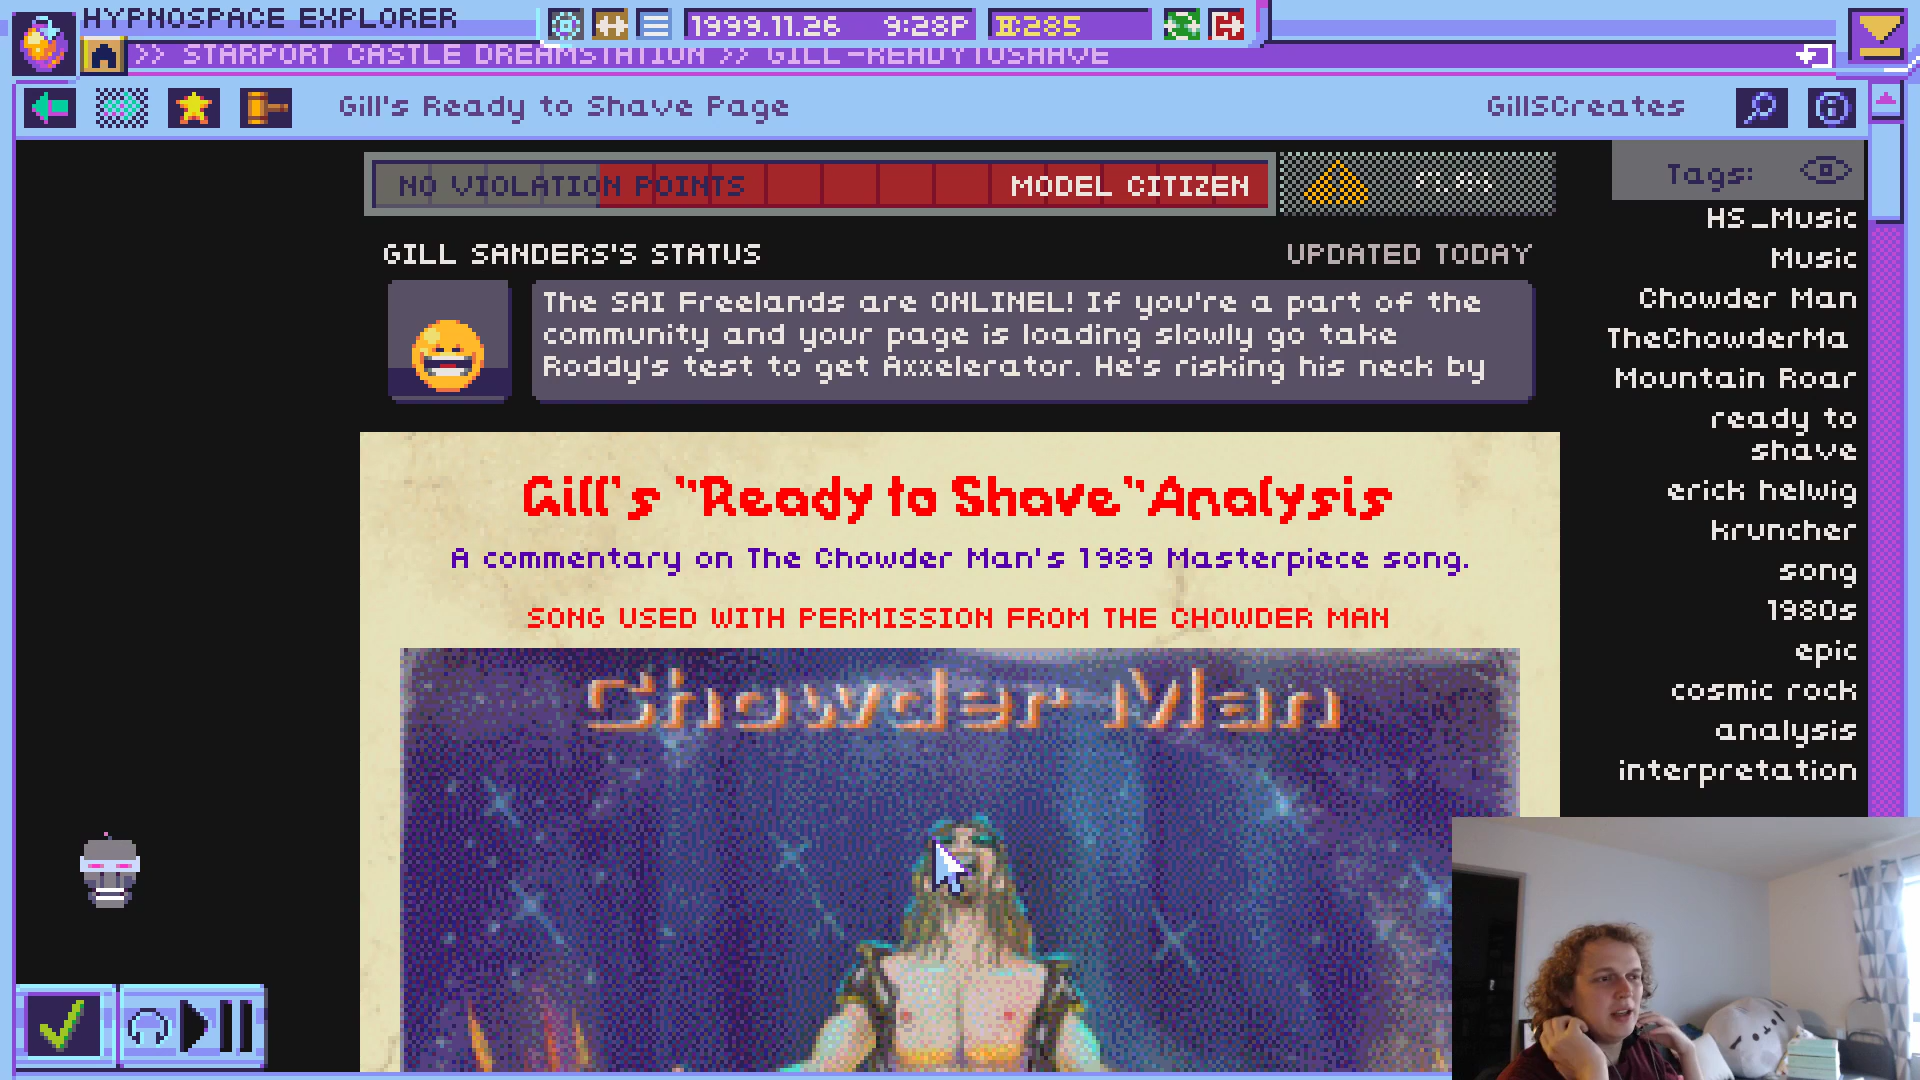 HYPNOSPACE EXPLORER
1999.11.26 9:28P
285
>> STARPORT CASTLE DREAMSTATION >> GILL-READYTOSHAVE
Gill's Ready to Shave Page
GillSCreates
NO VIOLATION POINTS
MODEL CITIZEN
Tags:
HS_Music
Music
Chowder Man
TheChowderMa
Mountain Roar
ready to
shave
erick helwig
kruncher
song
1980s
epic
cosmic rock
analysis
interpretation
GILL SANDERS'S STATUS
UPDATED TODAY
The SAI Freelands are ONLINEL! If you're a part of the
community and your page is loading slowly go take
Roddy's test to get Axxelerator. He's risking his neck by
Gill's "Ready to Shave" Analysis
A commentary on The Chowder Man's 1989 Masterpiece song.
SONG USED WITH PERMISSION FROM THE CHOWDER MAN
Chowder Man